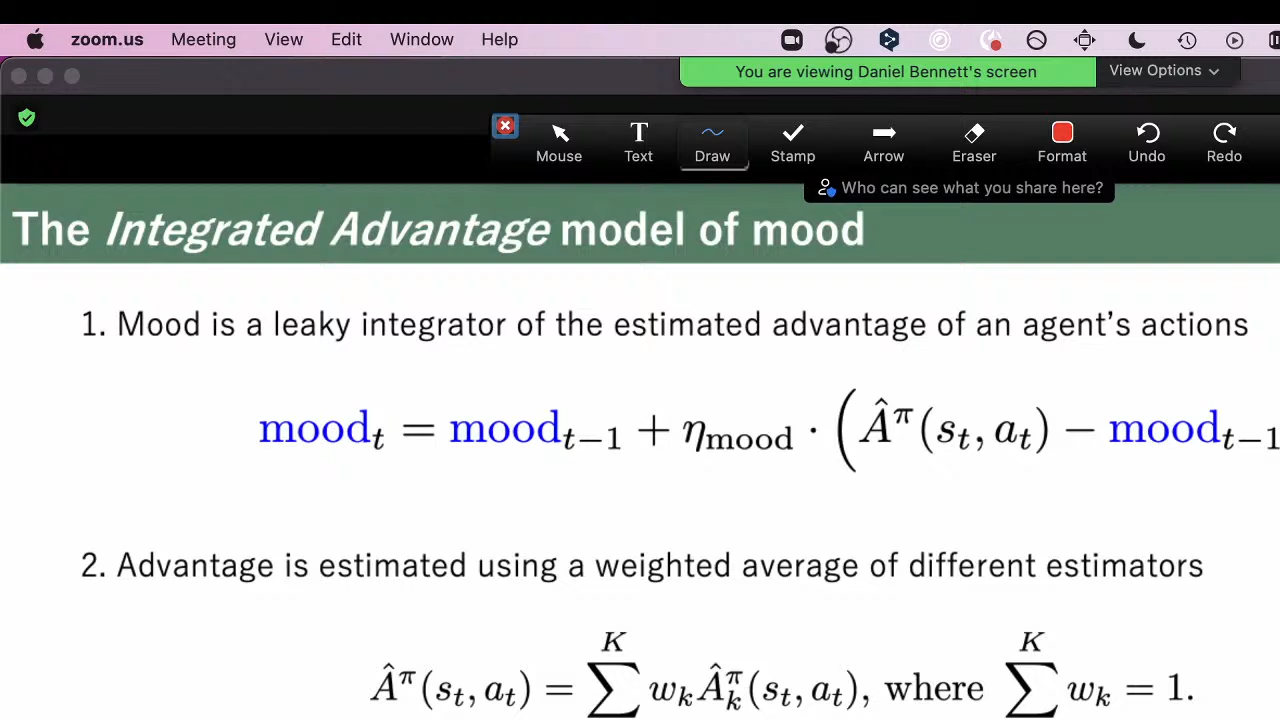 zoom.us Meeting View Edit Window Help
You are viewing Daniel Bennett's screen View Options
Mouse Text Draw Stamp Arrow Eraser Format Undo Redo
Who can see what you share here?
The Integrated Advantage model of mood
1. Mood is a leaky integrator of the estimated advantage of an agent's actions
mood_t = mood_{t−1} + η_mood · (Â^π(s_t, a_t) − mood_{t−1}
2. Advantage is estimated using a weighted average of different estimators
Â^π(s_t, a_t) = ∑^K w_k Â_k^π(s_t, a_t), where ∑^K w_k = 1.